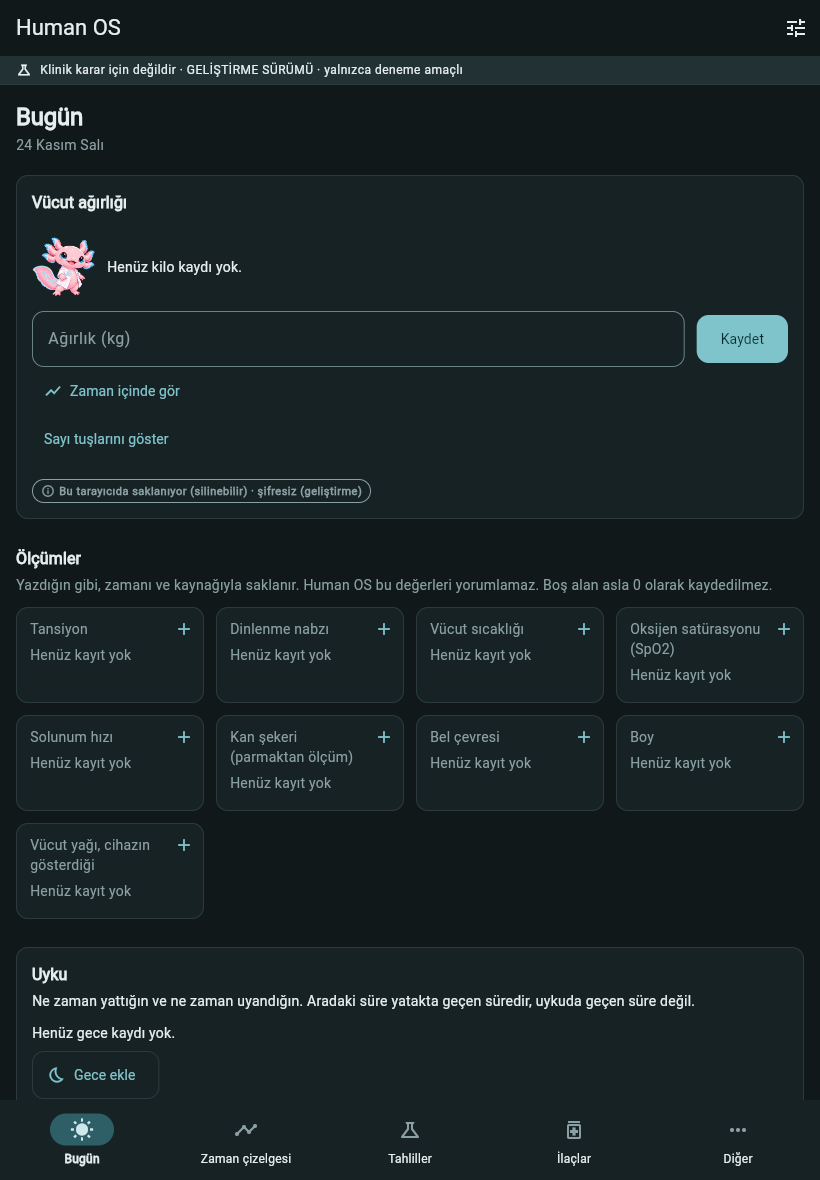 Human OS
Klinik karar için değildir · GELİŞTİRME SÜRÜMÜ · yalnızca deneme amaçlı
Bugün
24 Kasım Salı
Vücut ağırlığı
Henüz kilo kaydı yok.
Ağırlık (kg)
Kaydet
Zaman içinde gör
Sayı tuşlarını göster
Bu tarayıcıda saklanıyor (silinebilir) · şifresiz (geliştirme)
Ölçümler
Yazdığın gibi, zamanı ve kaynağıyla saklanır. Human OS bu değerleri yorumlamaz. Boş alan asla 0 olarak kaydedilmez.
Tansiyon
Henüz kayıt yok
Dinlenme nabzı
Henüz kayıt yok
Vücut sıcaklığı
Henüz kayıt yok
Oksijen satürasyonu
(SpO2)
Henüz kayıt yok
Solunum hızı
Henüz kayıt yok
Kan şekeri
(parmaktan ölçüm)
Henüz kayıt yok
Bel çevresi
Henüz kayıt yok
Boy
Henüz kayıt yok
Vücut yağı, cihazın
gösterdiği
Henüz kayıt yok
Uyku
Ne zaman yattığın ve ne zaman uyandığın. Aradaki süre yatakta geçen süredir, uykuda geçen süre değil.
Henüz gece kaydı yok.
Gece ekle
Bugün
Zaman çizelgesi
Tahliller
İlaçlar
Diğer